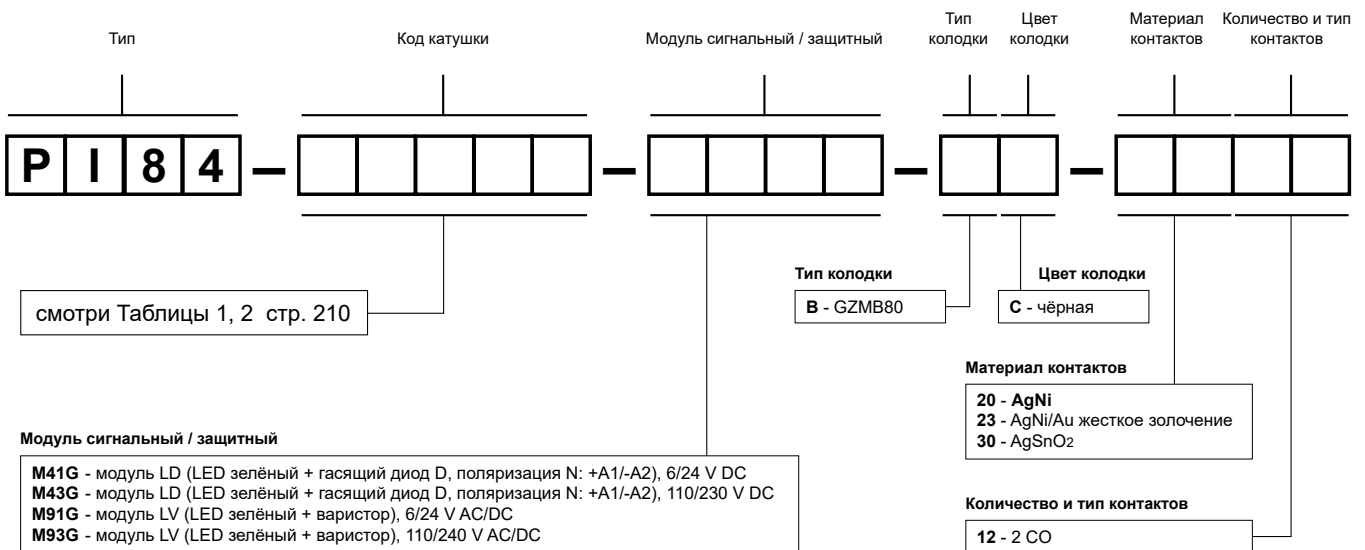 Тип
Код катушки
Модуль сигнальный / защитный
Тип
колодки
Цвет
колодки
Материал
контактов
Количество и тип
контактов
P I 8 4 – – – –
смотри Таблицы 1, 2 стр. 210
Тип колодки
B - GZMB80
Цвет колодки
C - чёрная
Материал контактов
20 - AgNi
23 - AgNi/Au жесткое золочение
30 - AgSnO2
Модуль сигнальный / защитный
M41G - модуль LD (LED зелёный + гасящий диод D, поляризация N: +A1/-A2), 6/24 V DC
M43G - модуль LD (LED зелёный + гасящий диод D, поляризация N: +A1/-A2), 110/230 V DC
M91G - модуль LV (LED зелёный + варистор), 6/24 V AC/DC
M93G - модуль LV (LED зелёный + варистор), 110/240 V AC/DC
Количество и тип контактов
12 - 2 CO